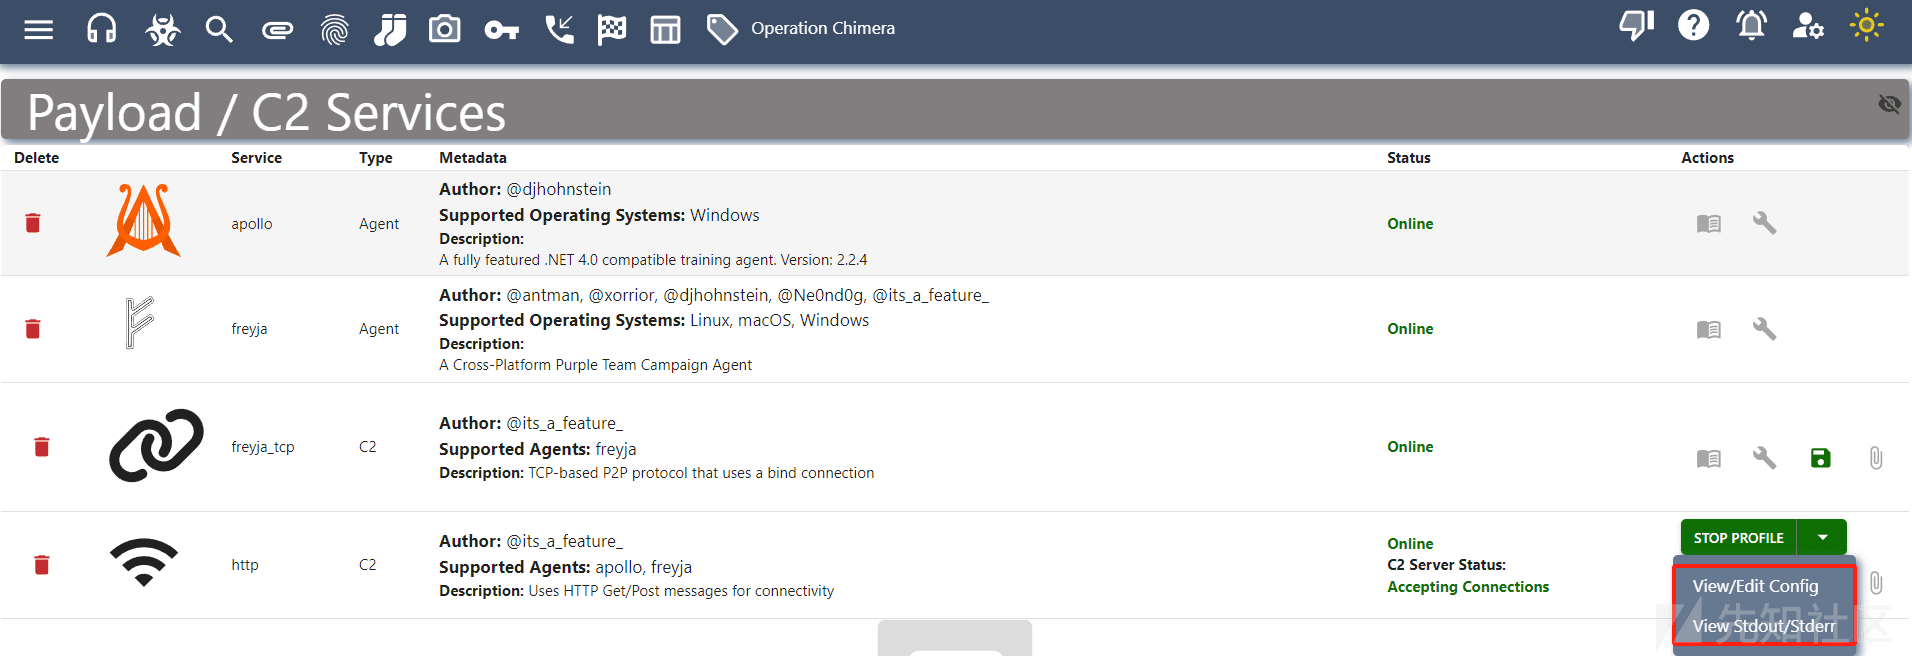 Operation Chimera
Payload / C2 Services
Delete Service Type Metadata Status Actions
apollo Agent
Author: @djhohnstein
Supported Operating Systems: Windows
Description:
A fully featured .NET 4.0 compatible training agent. Version: 2.2.4
Online
freyja Agent
Author: @antman, @xorrior, @djhohnstein, @Ne0nd0g, @its_a_feature_
Supported Operating Systems: Linux, macOS, Windows
Description:
A Cross-Platform Purple Team Campaign Agent
Online
freyja_tcp C2
Author: @its_a_feature_
Supported Agents: freyja
Description: TCP-based P2P protocol that uses a bind connection
Online
http C2
Author: @its_a_feature_
Supported Agents: apollo, freyja
Description: Uses HTTP Get/Post messages for connectivity
Online
C2 Server Status:
Accepting Connections
STOP PROFILE
View/Edit Config
View Stdout/Stderr
先知社区